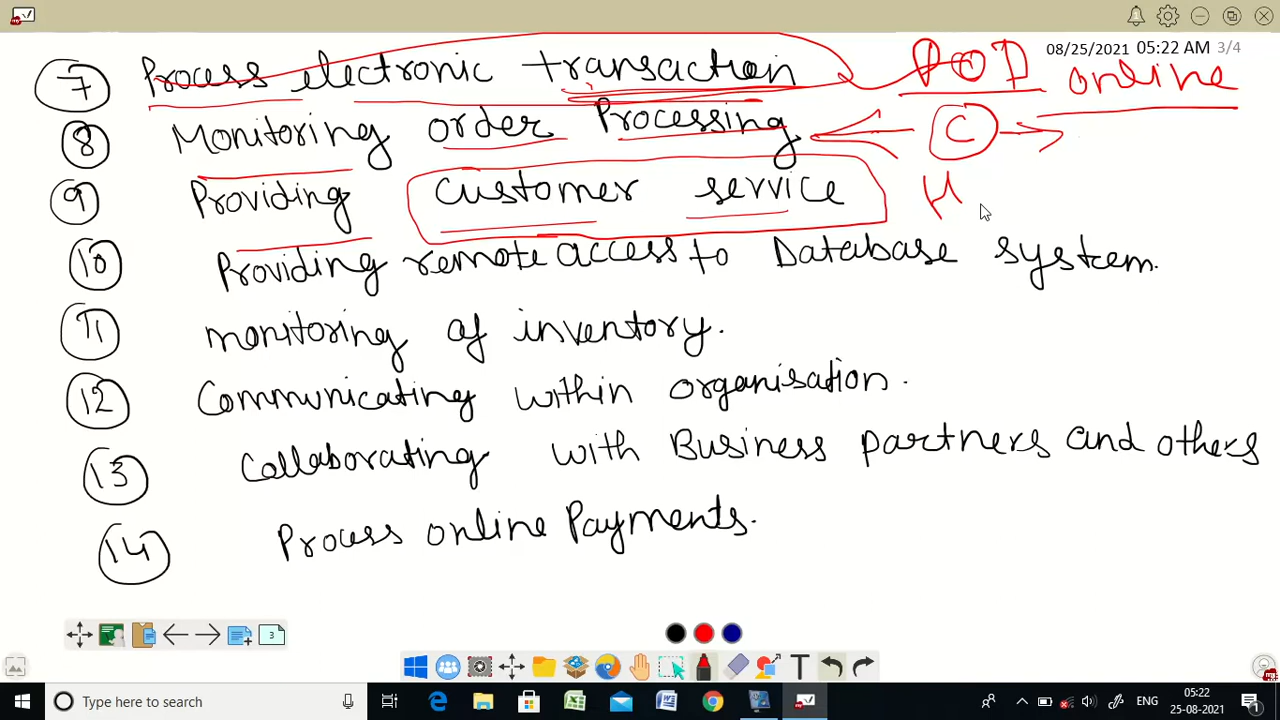 08/25/2021 05:22 AM 3/4
7 Process electronic transaction POD online
8 Monitoring order Processing C
9 Providing customer service H
10 Providing remote access to Database system.
11 monitoring of inventory.
12 Communicating within organisation.
13 Collaborating with Business partners and others
14 Process online Payments.
3
T
Type here to search
ENG
05:22
25-08-2021
1